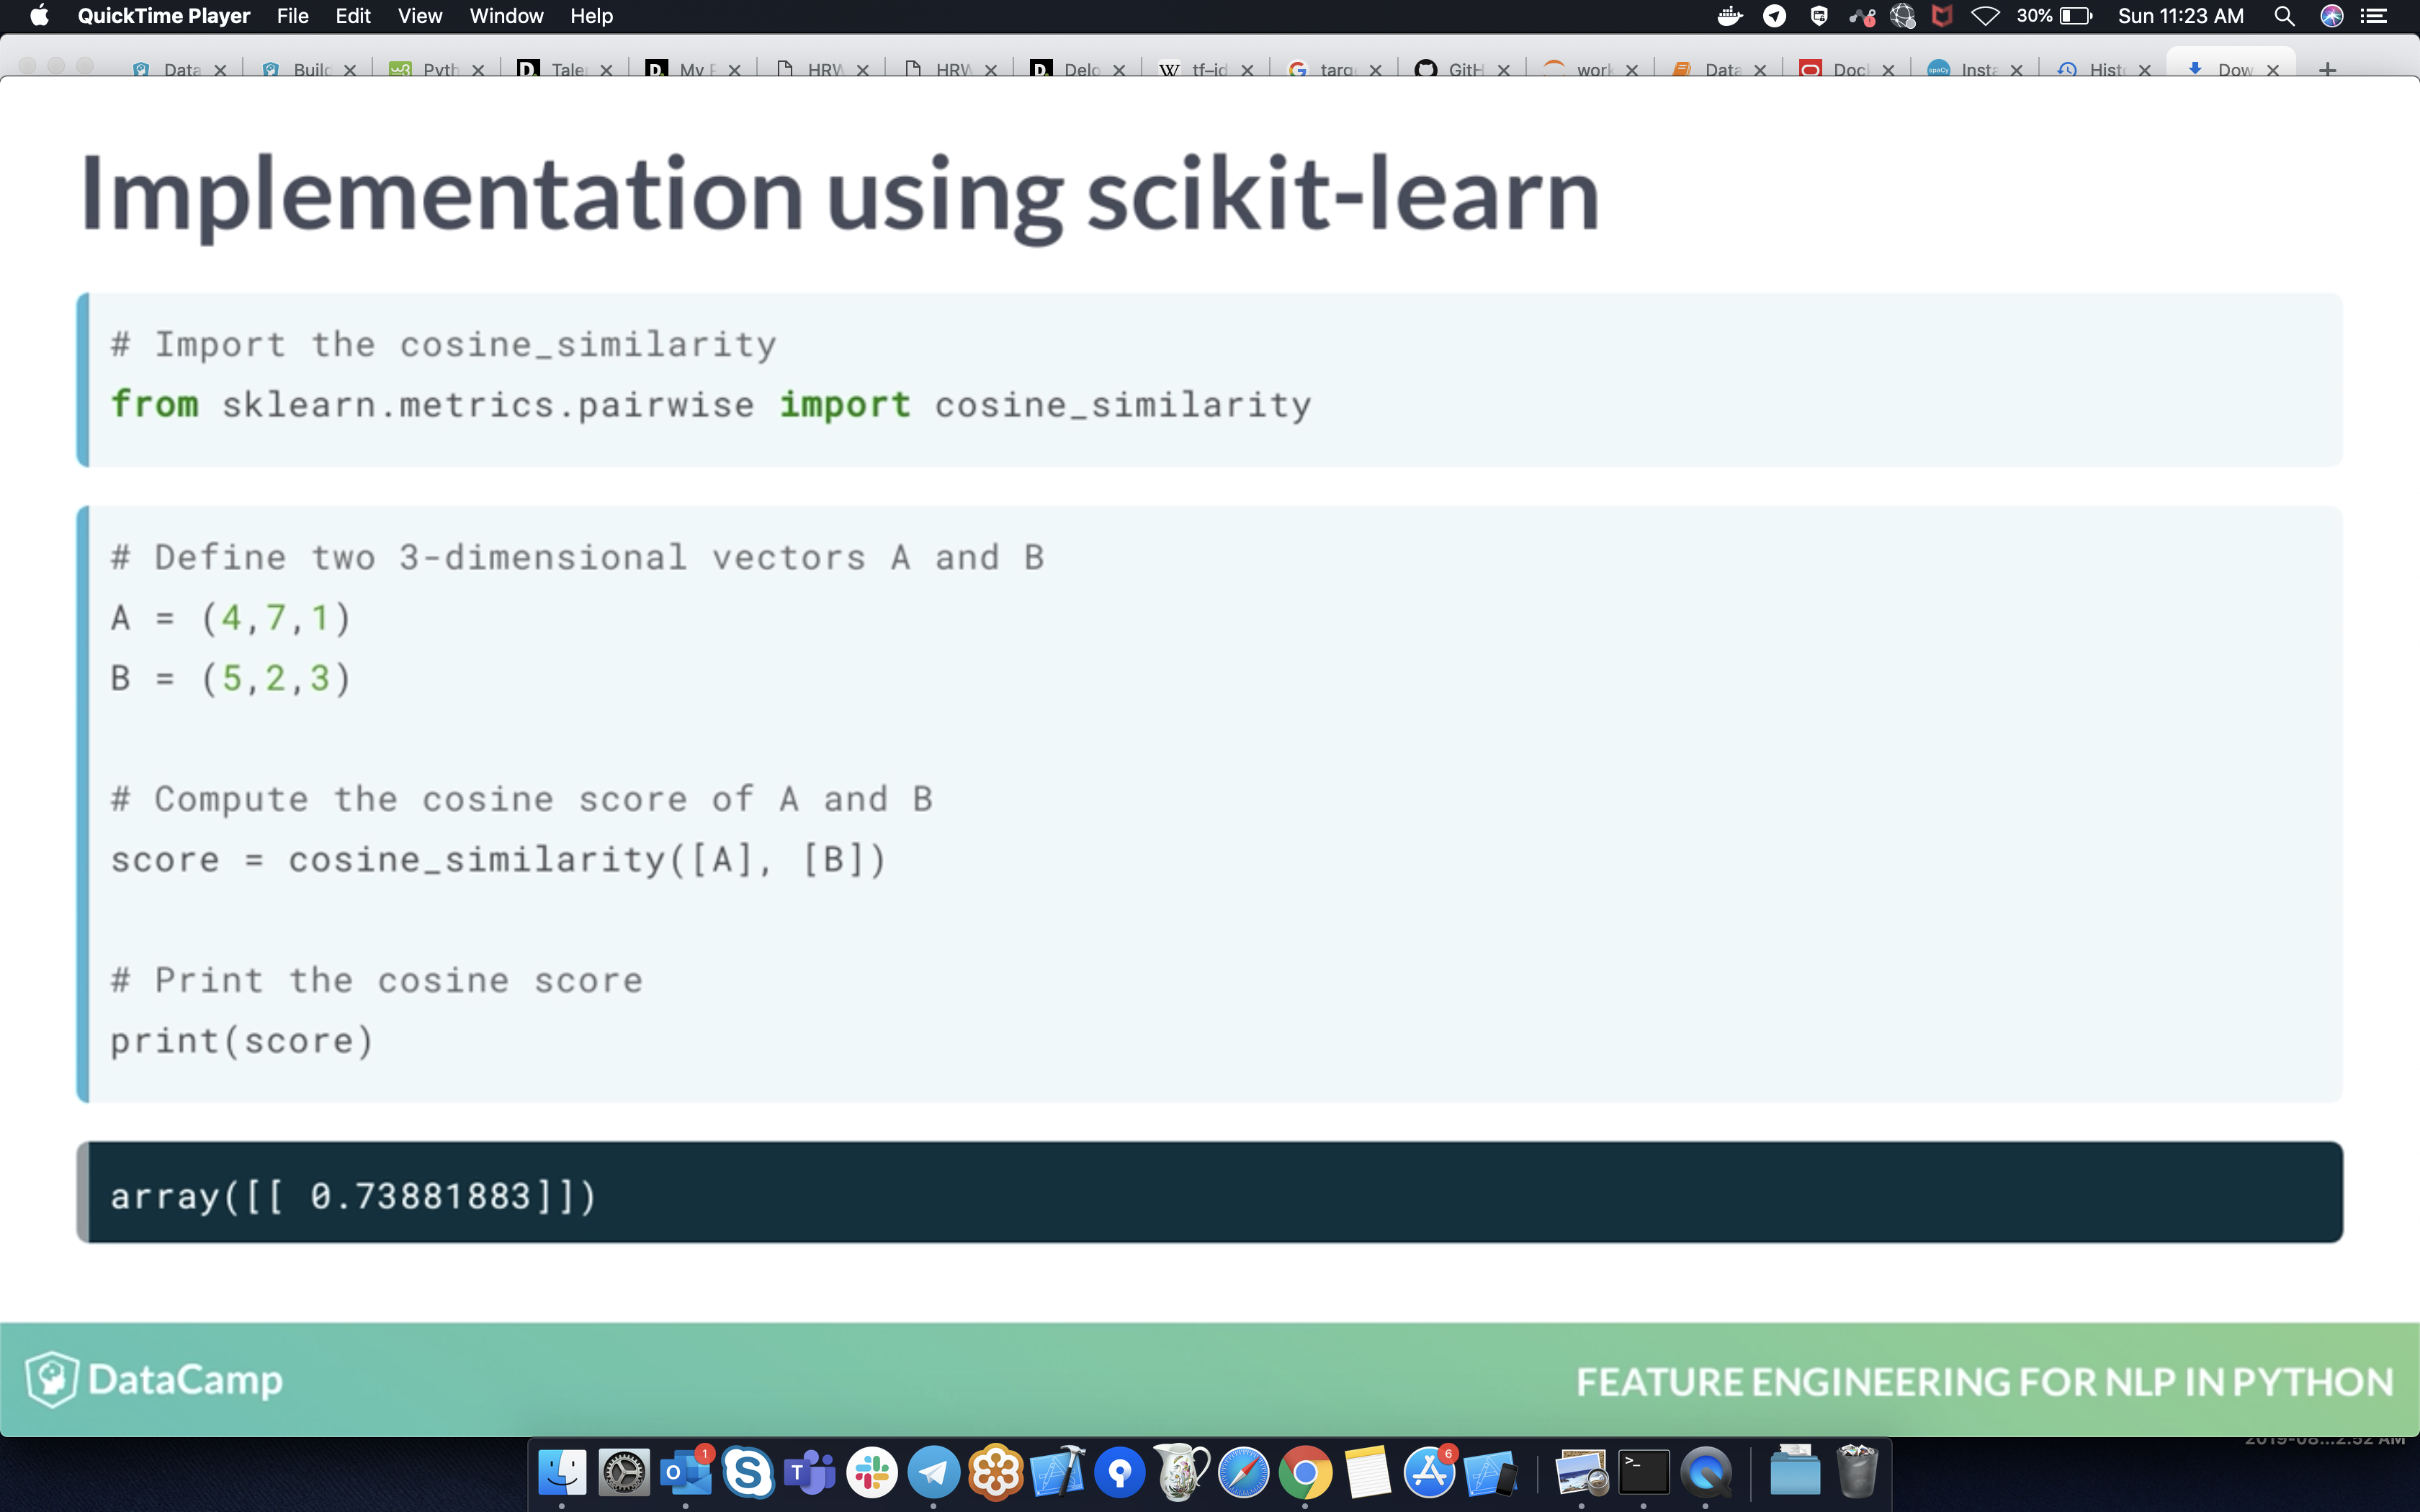 QuickTime Player File Edit View Window Help 30% Sun 11:23 AM
Data Build Pyth Taler My HRW HRW Delo tf-id targ GitH work Data Doc Insta Hist Dow
Implementation using scikit-learn
# Import the cosine_similarity
from sklearn.metrics.pairwise import cosine_similarity
# Define two 3-dimensional vectors A and B
A = (4,7,1)
B = (5,2,3)
# Compute the cosine score of A and B
score = cosine_similarity([A], [B])
# Print the cosine score
print(score)
array([[ 0.73881883]])
DataCamp
FEATURE ENGINEERING FOR NLP IN PYTHON
2019-08...2.52 AM
1
6